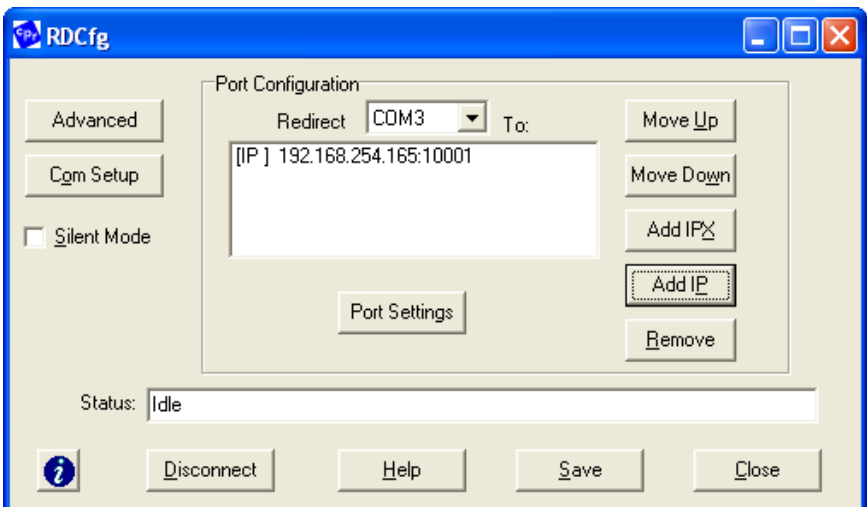 CPr RDCfg
Port Configuration
Advanced
Redirect COM3 To:
Move Up
[IP ] 192.168.254.165:10001
Com Setup
Move Down
Silent Mode
Add IPX
Add IP
Port Settings
Remove
Status: Idle
Disconnect
Help
Save
Close